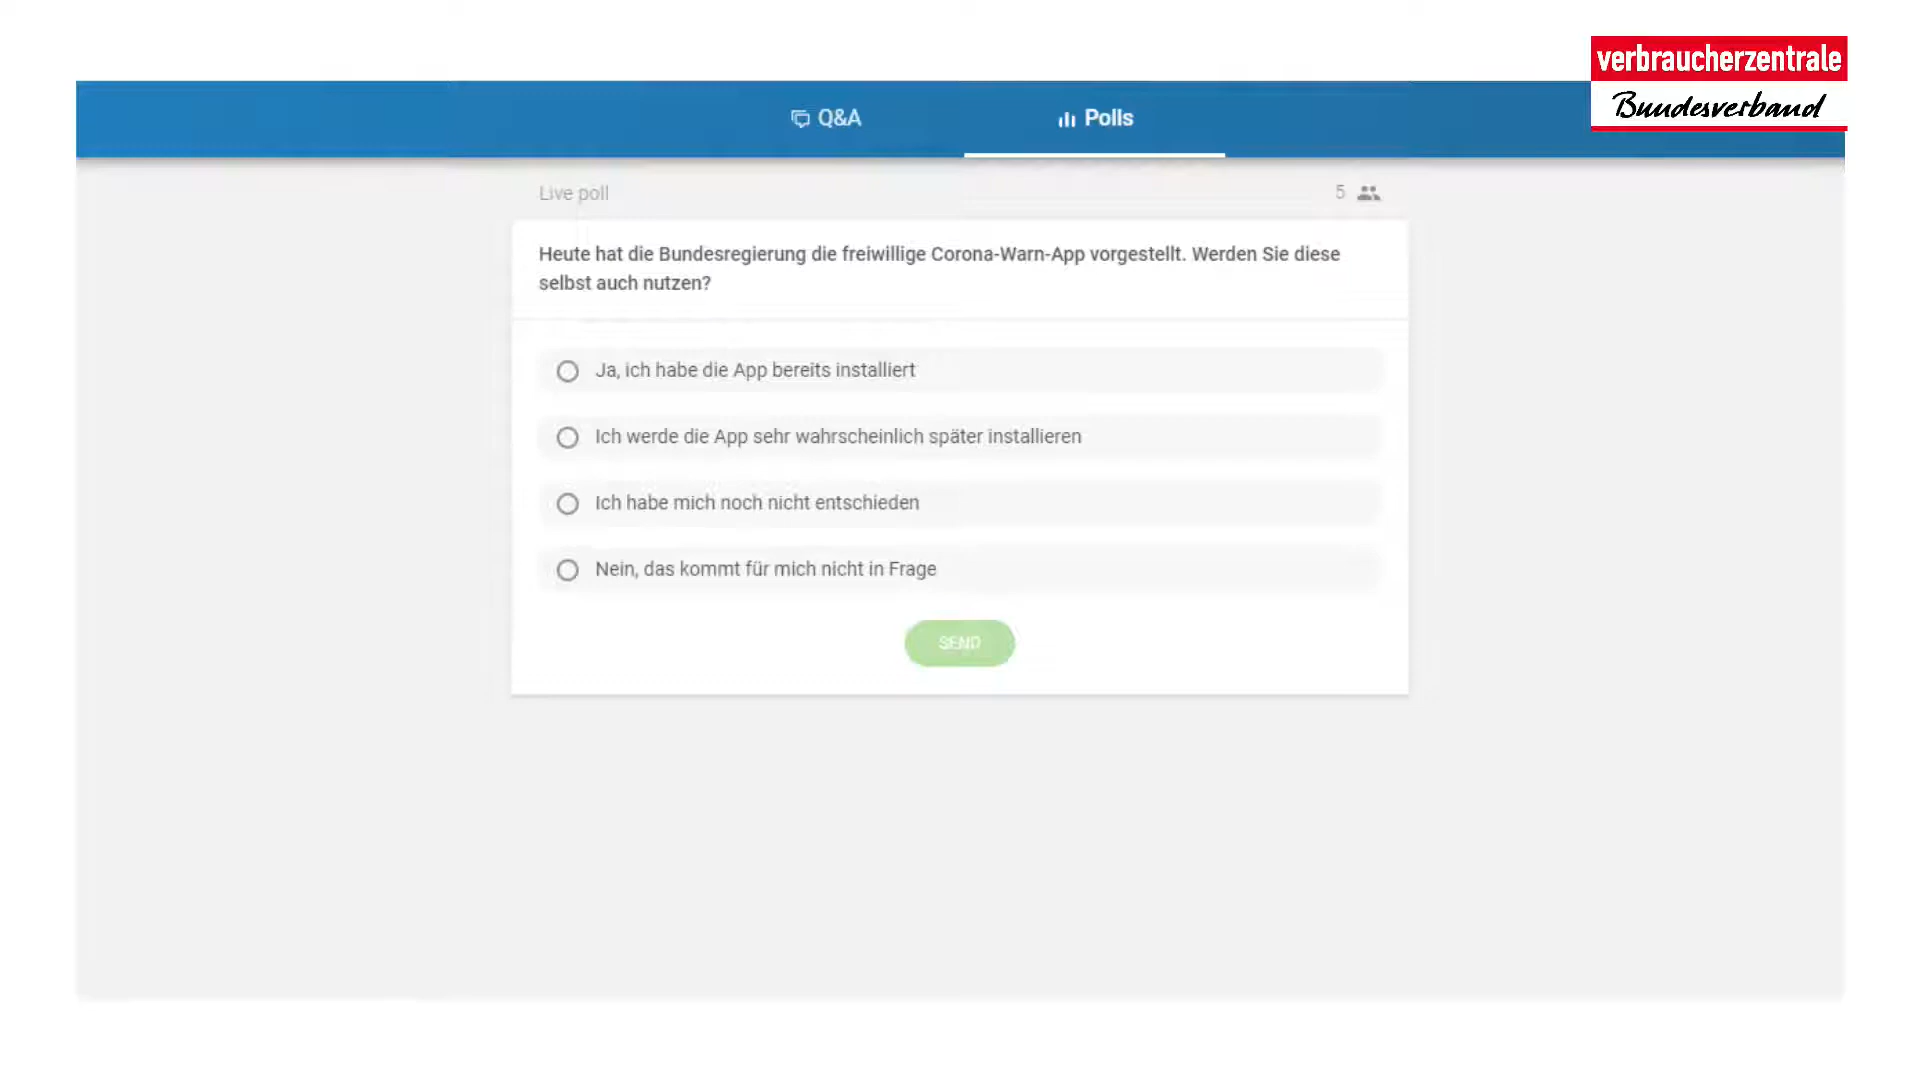 verbraucherzentrale
Bundesverband
Q&A
Polls
Live poll
5
Heute hat die Bundesregierung die freiwillige Corona-Warn-App vorgestellt. Werden Sie diese
selbst auch nutzen?
Ja, ich habe die App bereits installiert
Ich werde die App sehr wahrscheinlich später installieren
Ich habe mich noch nicht entschieden
Nein, das kommt für mich nicht in Frage
SEND